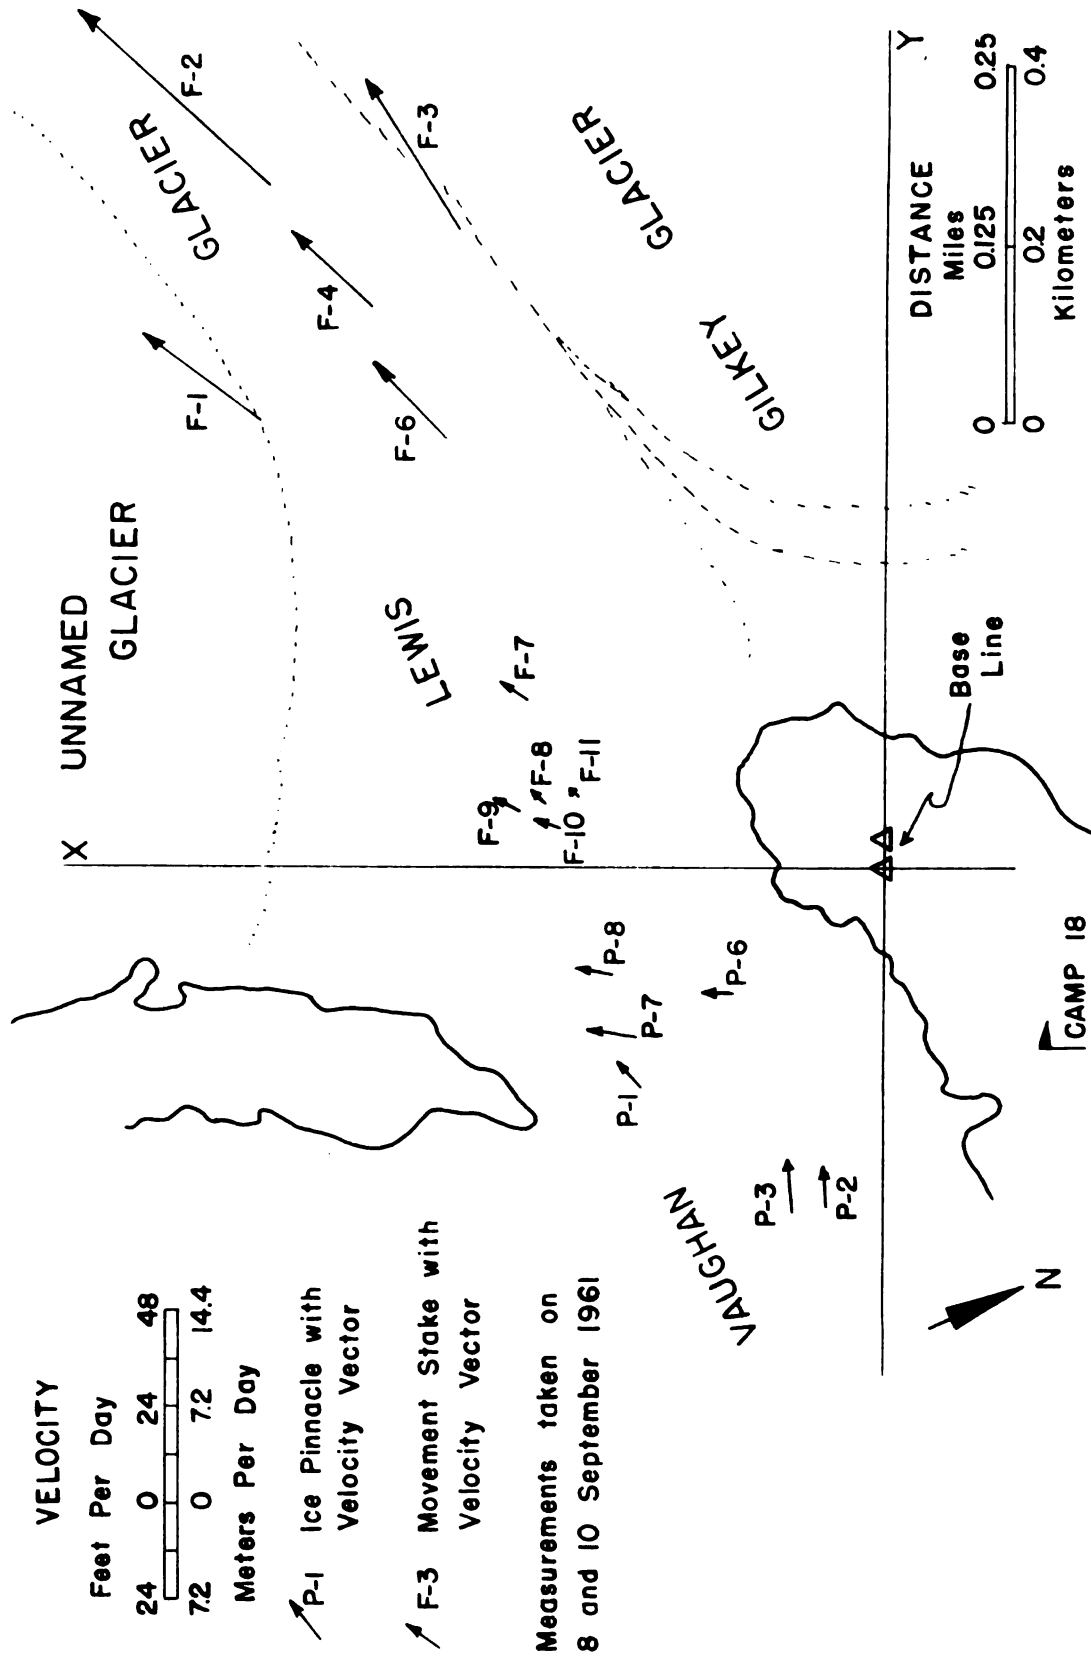 VELOCITY
Feet Per Day
24 0 24 48
7.2 0 7.2 14.4
Meters Per Day
P-1 Ice Pinnacle with
Velocity Vector
F-3 Movement Stake with
Velocity Vector
Measurements taken on
8 and 10 September 1961
X
UNNAMED
GLACIER
F-1
GLACIER
F-2
F-4
F-6
F-3
LEWIS
F-7
F-9
F-8
F-10
F-11
P-8
P-7
P-1
P-6
VAUGHAN
P-3
P-2
GILKEY
GLACIER
Y
N
CAMP 18
Base
Line
DISTANCE
Miles
0 0.125 0.25
0 0.2 0.4
Kilometers